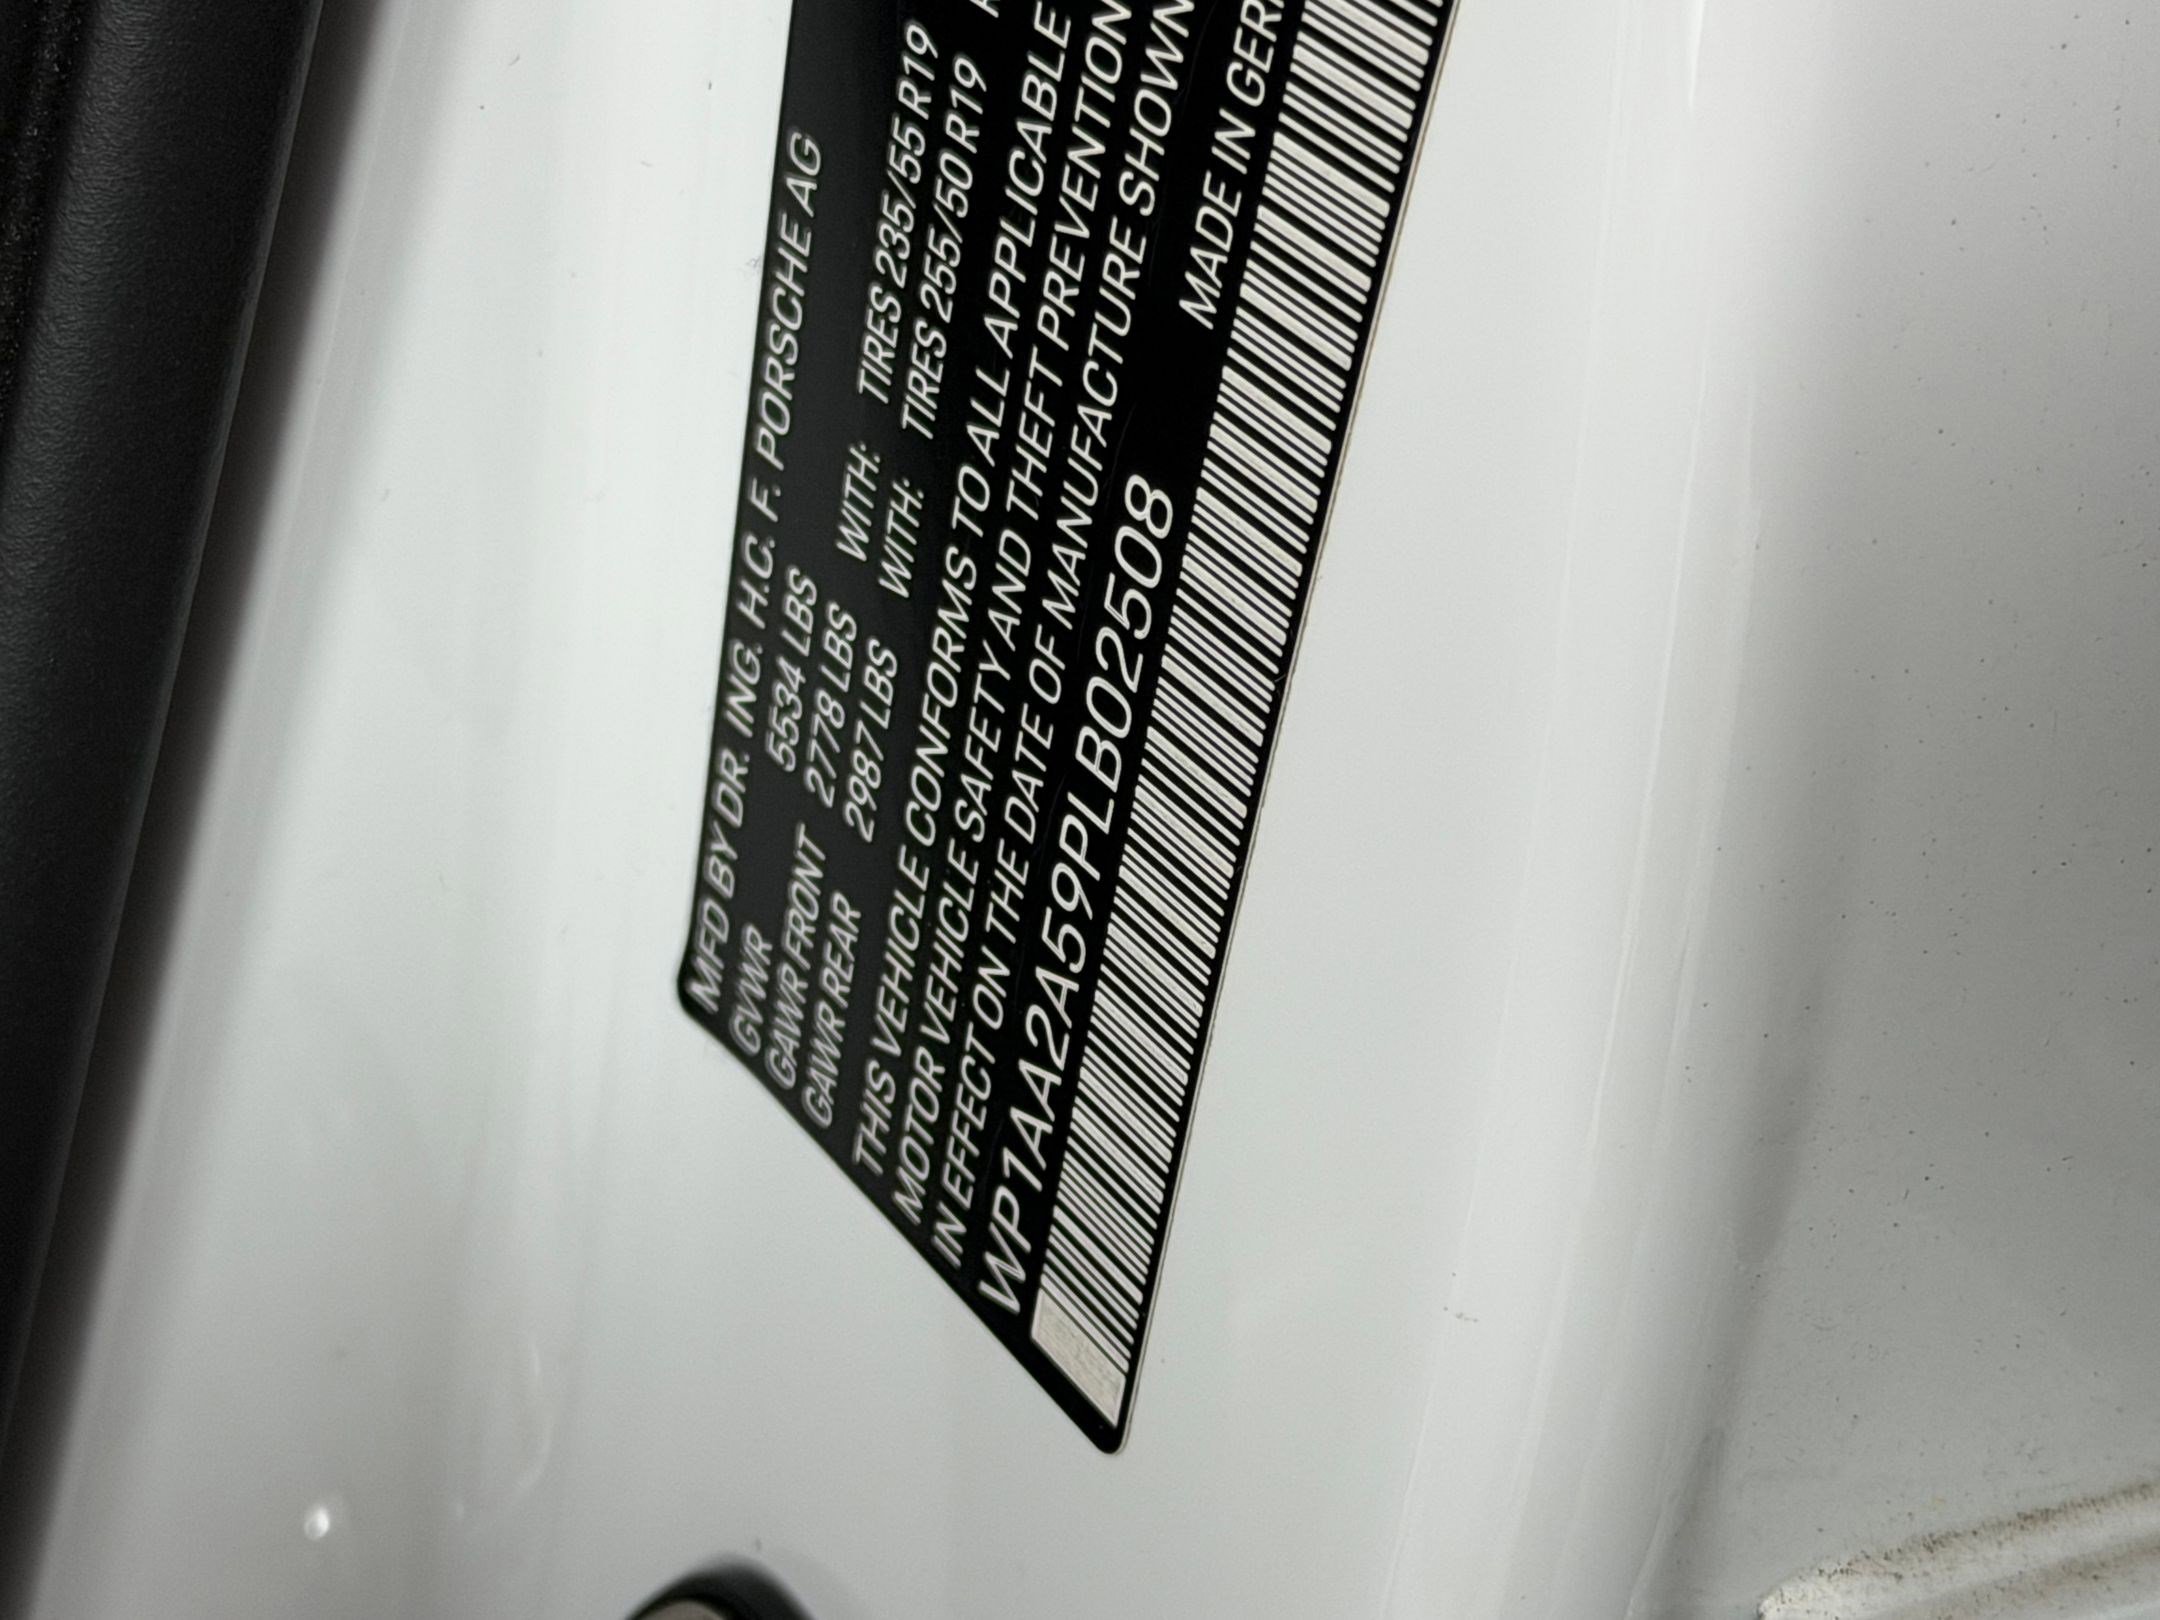 MFD BY DR. ING. H.C. F. PORSCHE AG
GVWR 5534 LBS
GAWR FRONT 2778 LBS WITH: TIRES 235/55 R19
GAWR REAR 2987 LBS WITH: TIRES 255/50 R19
THIS VEHICLE CONFORMS TO ALL APPLICABLE
MOTOR VEHICLE SAFETY AND THEFT PREVENTION
IN EFFECT ON THE DATE OF MANUFACTURE SHOWN
WP1AA2A59PLB02508 MADE IN GER